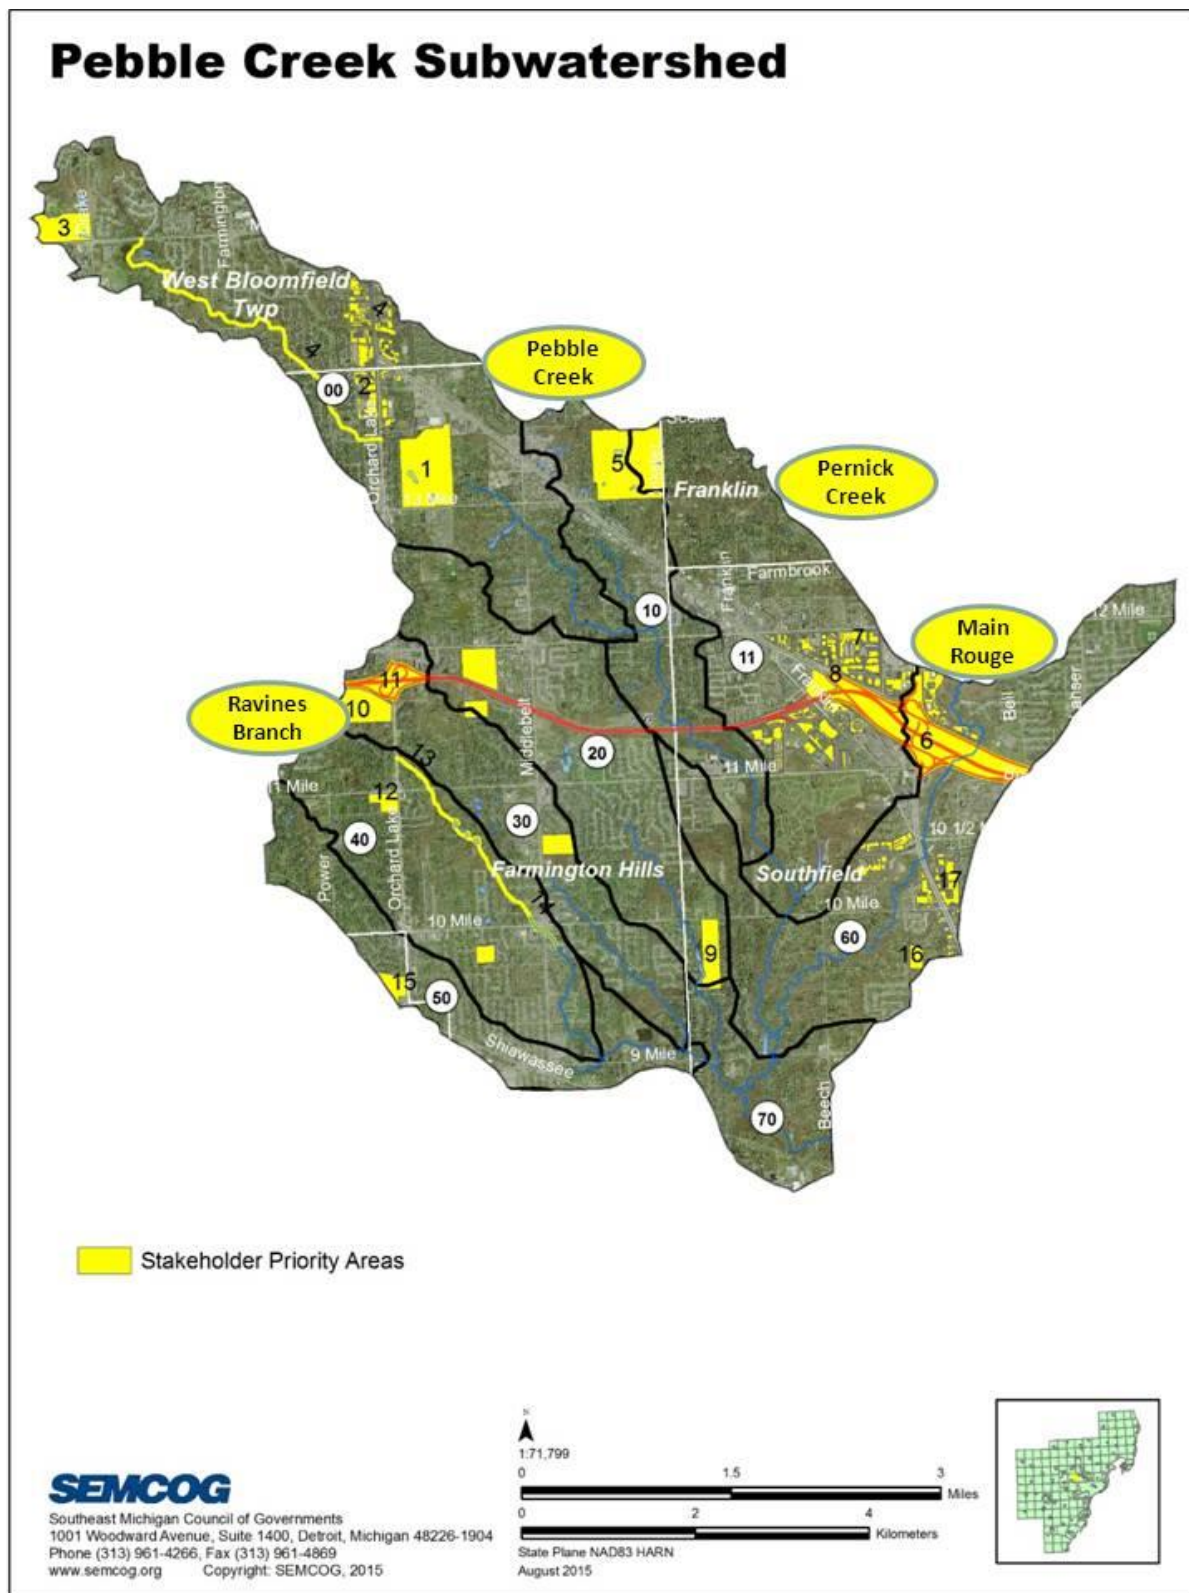 Pebble Creek Subwatershed
3
Lake
Farmington
West Bloomfield
Twp
4
4
Pebble
Creek
00
2
Orchard Lake
1
5
Franklin
Pernick
Creek
13 Mile
Franklin
Farmbrook
10
12 Mile
11
7
8
Main
Rouge
Franklin
Bell
Lahser
11
10
Ravines
Branch
Middlebelt
20
6
13
11 Mile
11 Mile
12
30
40
10 1/2
Power
Orchard Lake
Farmington Hills
Southfield
17
14
10 Mile
10 Mile
60
9
16
15
50
Shiawassee
9 Mile
Beech
70
Stakeholder Priority Areas
N
1:71,799
0 1.5 3
Miles
0 2 4
Kilometers
State Plane NAD83 HARN
August 2015
SEMCOG
Southeast Michigan Council of Governments
1001 Woodward Avenue, Suite 1400, Detroit, Michigan 48226-1904
Phone (313) 961-4266, Fax (313) 961-4869
www.semcog.org Copyright: SEMCOG, 2015